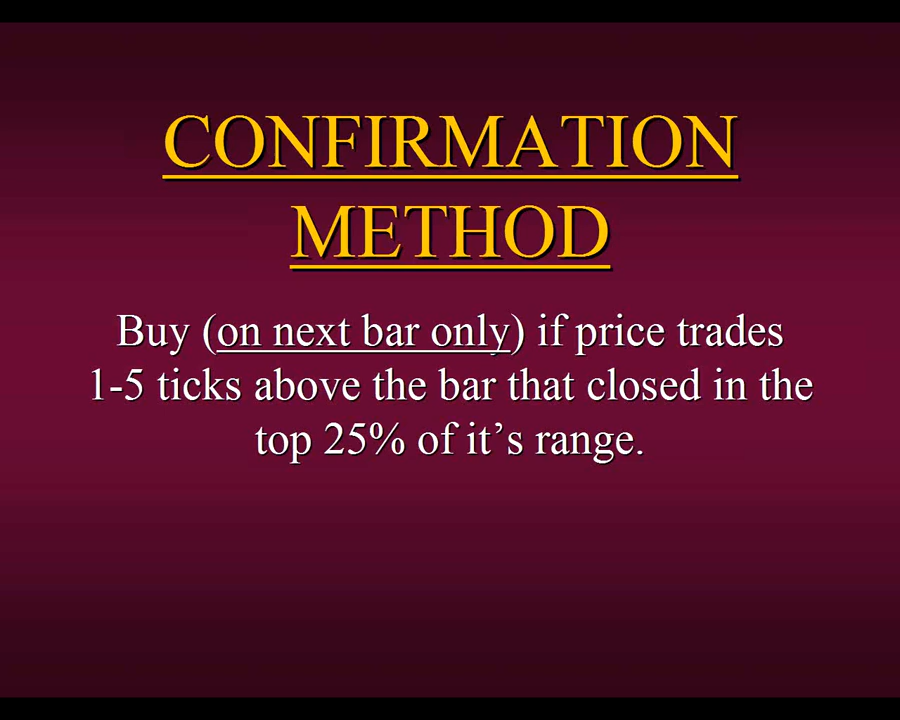 CONFIRMATION
METHOD
Buy (on next bar only) if price trades
1-5 ticks above the bar that closed in the
top 25% of it’s range.